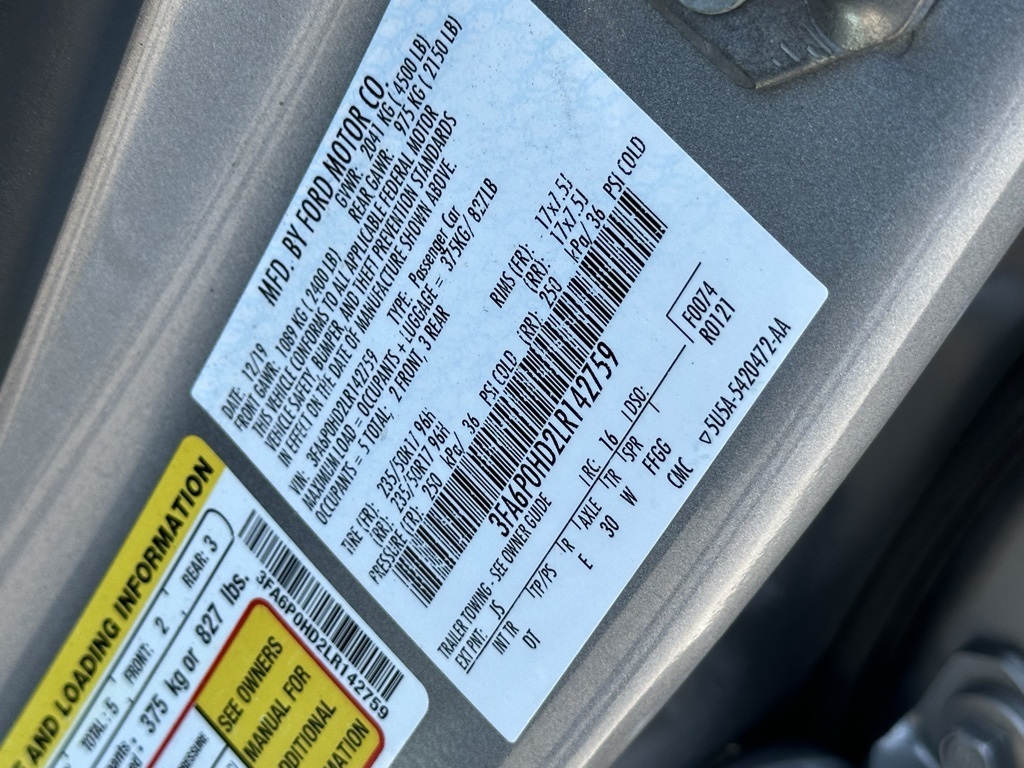 MFD. BY FORD MOTOR CO.
DATE: 12/19 GVWR: 2041 KG ( 4500 LB)
FRONT GAWR: 1089 KG ( 2400 LB) REAR GAWR: 975 KG ( 2150 LB)
THIS VEHICLE CONFORMS TO ALL APPLICABLE FEDERAL MOTOR
VEHICLE SAFETY, BUMPER, AND THEFT PREVENTION STANDARDS
IN EFFECT ON THE DATE OF MANUFACTURE SHOWN ABOVE.
VIN: 3FA6P0HD2LR142759 TYPE: Passenger Car
MAXIMUM LOAD = OCCUPANTS + LUGGAGE = 375KG/ 827LB
OCCUPANTS = 5 TOTAL; 2 FRONT, 3 REAR
TIRE (FR): 235/50R17 96H RIMS (FR): 17x7.5J
(RR): 235/50R17 96H (RR): 17x7.5J
PRESSURE (FR): 250 kPa/ 36 PSI COLD (RR): 250 kPa/ 36 PSI COLD
3FA6P0HD2LR142759
TRAILER TOWING - SEE OWNER GUIDE
EXT PNT: JS RC: 16 DSO: F0074
INT TR TP/PS R AXLE TR SPR R0121
DT E 30 W FFGG
CMC ▽5U5A-5420472-AA
AND LOADING INFORMATION
TOTAL: 5 FRONT: 2 REAR: 3
375 kg or 827 lbs.
SEE OWNERS
MANUAL FOR
3FA6P0HD2LR142759